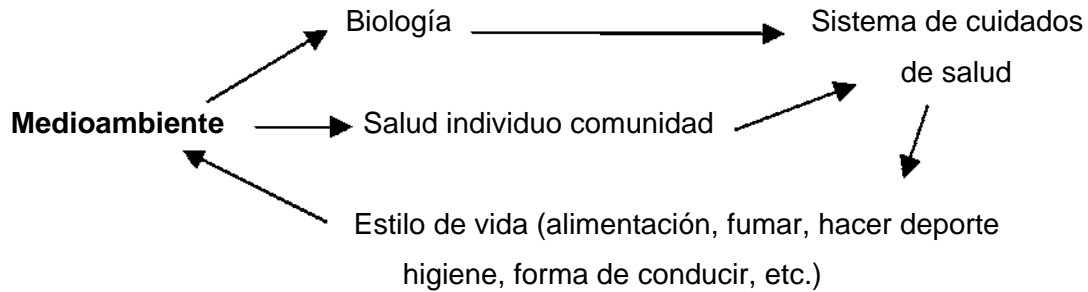 Biología
Sistema de cuidados
de salud
Medioambiente
Salud individuo comunidad
Estilo de vida (alimentación, fumar, hacer deporte
higiene, forma de conducir, etc.)